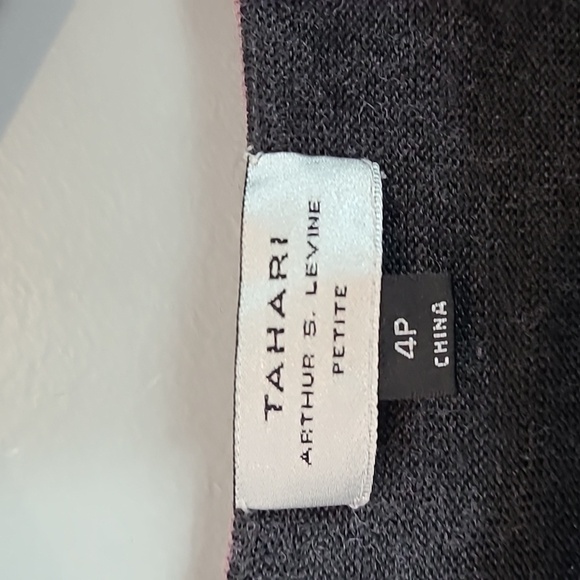 TAHARI
ARTHUR S. LEVINE
PETITE
4P
CHINA